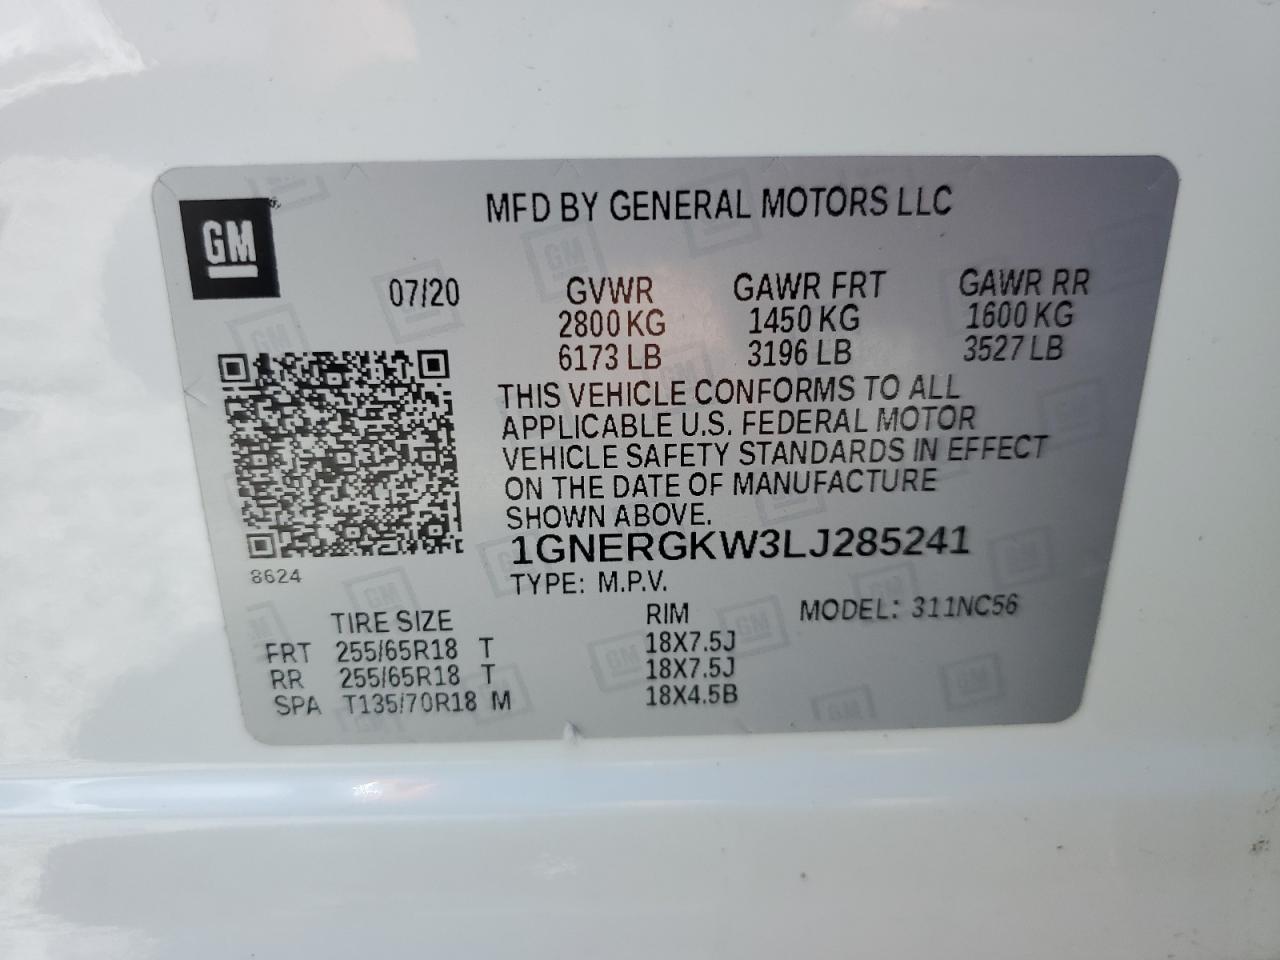 GM
MFD BY GENERAL MOTORS LLC
07/20 GVWR GAWR FRT GAWR RR
2800 KG 1450 KG 1600 KG
6173 LB 3196 LB 3527 LB
THIS VEHICLE CONFORMS TO ALL
APPLICABLE U.S. FEDERAL MOTOR
VEHICLE SAFETY STANDARDS IN EFFECT
ON THE DATE OF MANUFACTURE
SHOWN ABOVE.
1GNERGKW3LJ285241
8624
TYPE: M.P.V.
TIRE SIZE RIM MODEL: 311NC56
FRT 255/65R18 T 18X7.5J
RR 255/65R18 T 18X7.5J
SPA T135/70R18 M 18X4.5B